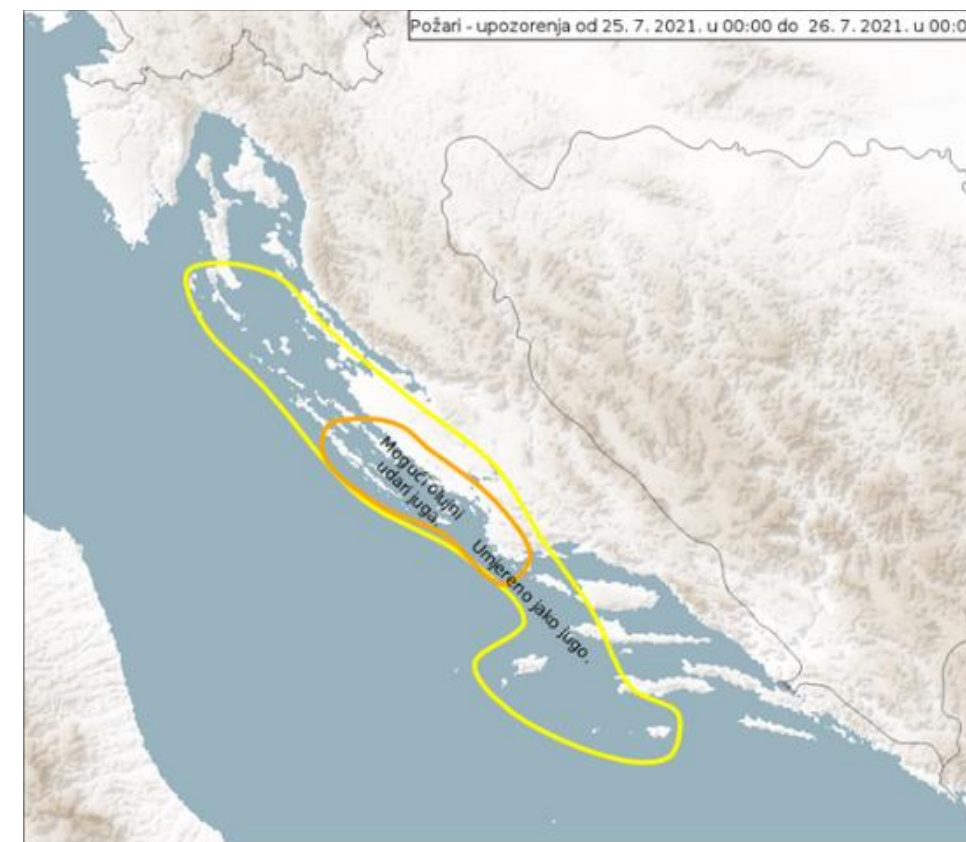 Požari - upozorenja od 25. 7. 2021. u 00:00 do 26. 7. 2021. u 00:0
Mogući olujni
udari juga.
Umjereno jako jugo.